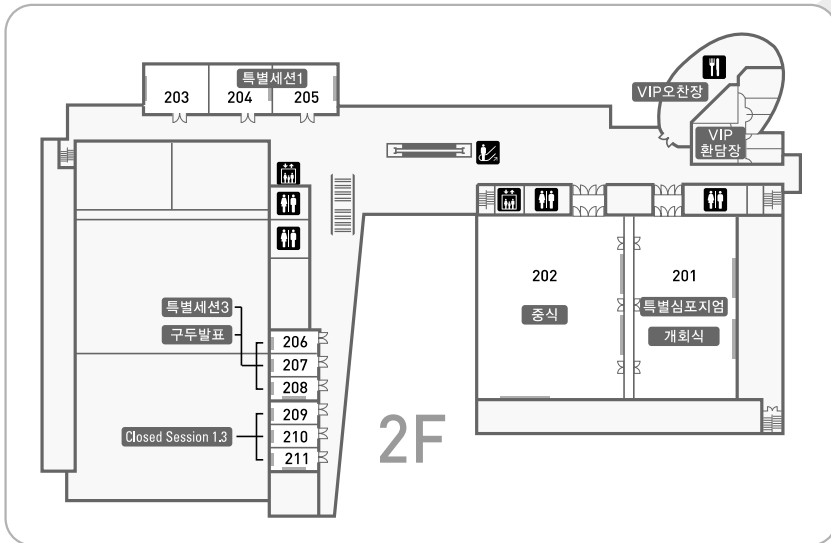 특별세션1
203
204
205
VIP오찬장
VIP
환담장
202
중식
201
특별심포지엄
개회식
특별세션3
구두발표
206
207
208
Closed Session 1.3
209
210
211
2F